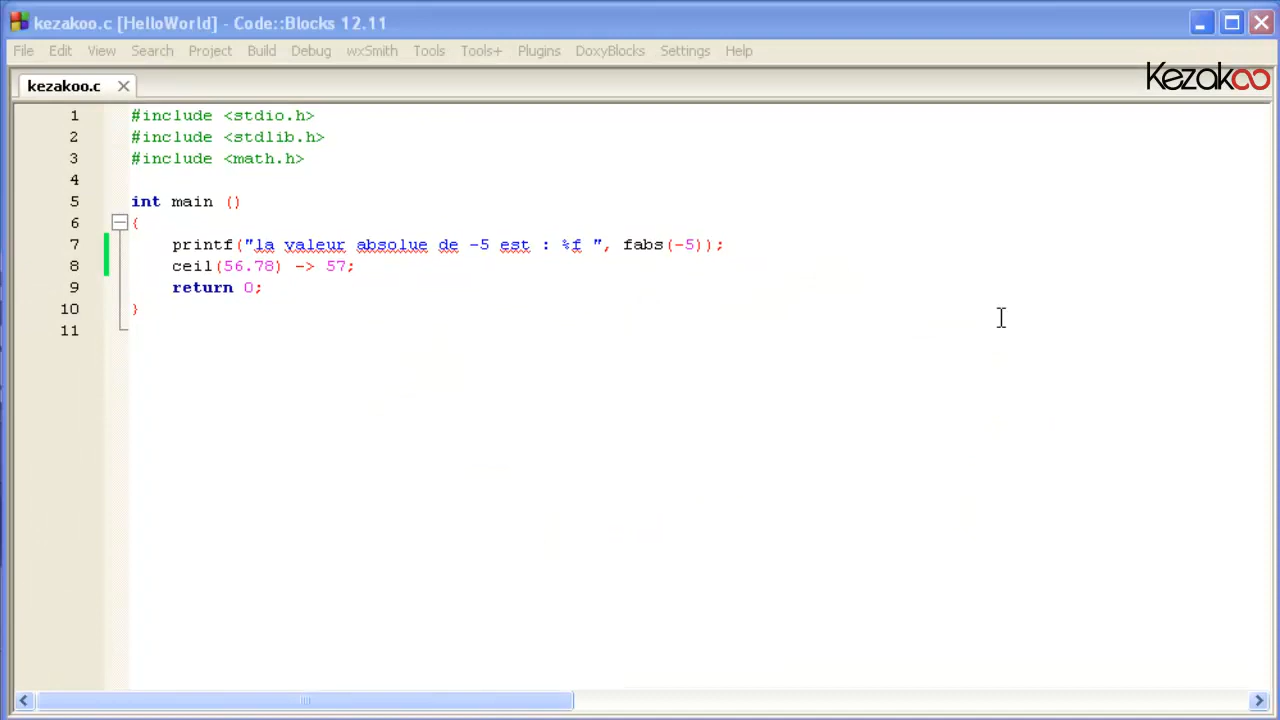 kezakoo.c [HelloWorld] - Code::Blocks 12.11
File Edit View Search Project Build Debug wxSmith Tools Tools+ Plugins DoxyBlocks Settings Help
kezakoo.c
Kezakoo
1 #include <stdio.h>
2 #include <stdlib.h>
3 #include <math.h>
4
5 int main ()
6 {
7 printf("la valeur absolue de -5 est : %f ", fabs(-5));
8 ceil(56.78) -> 57;
9 return 0;
10 }
11